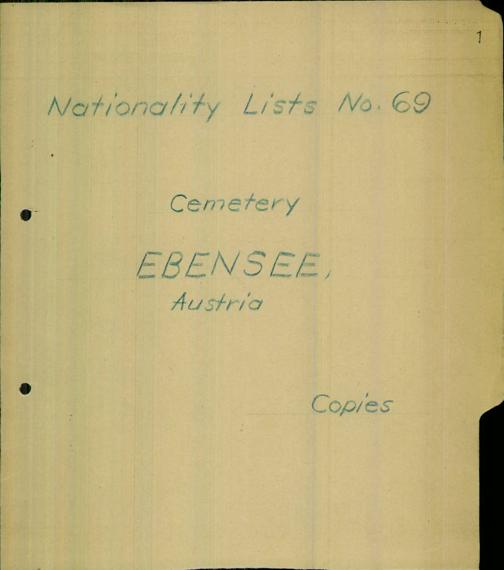 1
Nationality Lists No. 69
Cemetery
EBENSEE,
Austria
Copies